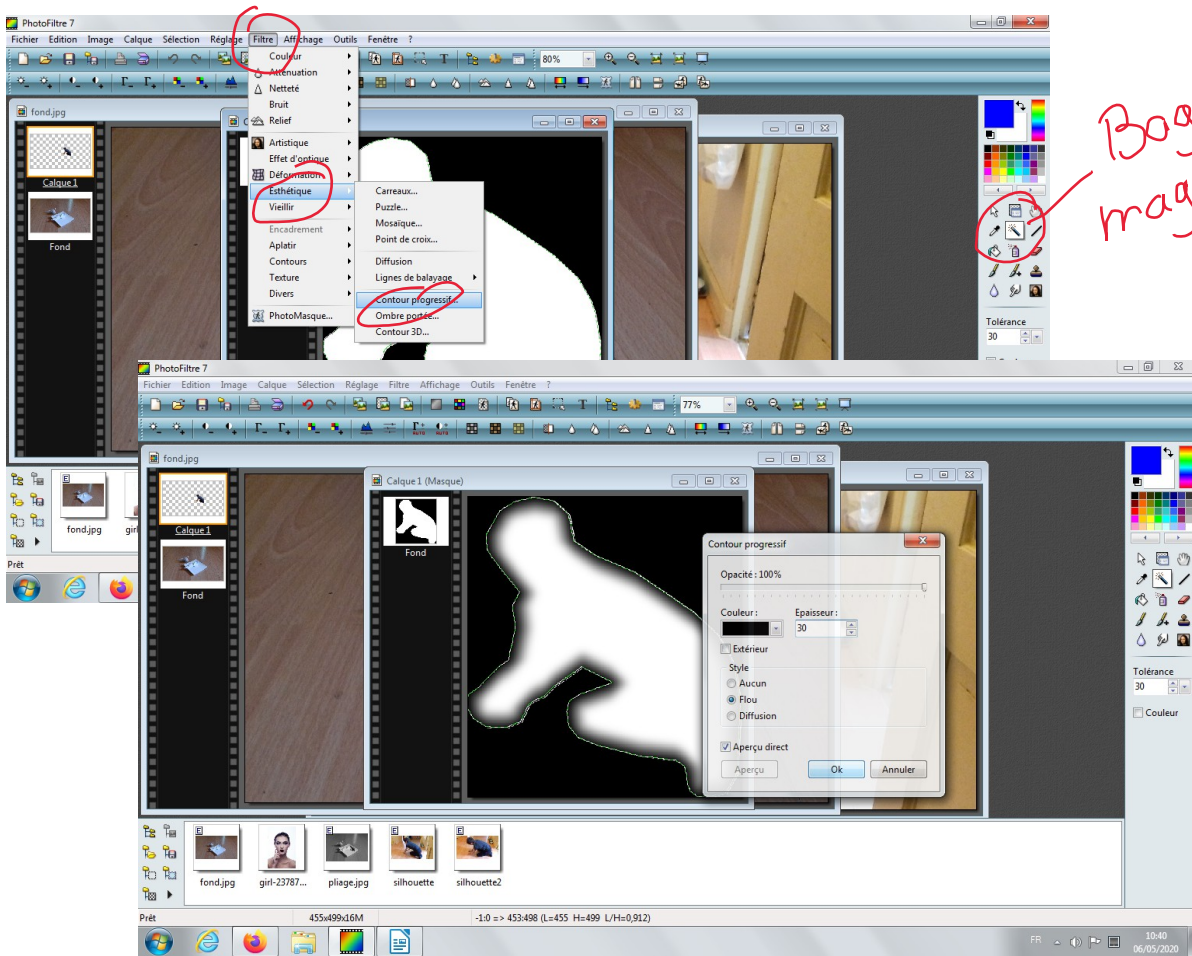 PhotoFiltre 7
Fichier Edition Image Calque Sélection Réglage Filtre Affichage Outils Fenêtre ?
80%
Couleur
Atténuation
Netteté
Bruit
Relief
Artistique
Effet d'optique
Déformation
Esthétique
Vieillir
Encadrement
Aplatir
Contours
Texture
Divers
PhotoMasque...
Carreaux...
Puzzle...
Mosaïque...
Point de croix...
Diffusion
Lignes de balayage
Contour progressif...
Ombre portée...
Contour 3D...
fond.jpg
Calque 1
Fond
Tolérance
30
fond.jpg
Prêt
PhotoFiltre 7
Fichier Edition Image Calque Sélection Réglage Filtre Affichage Outils Fenêtre ?
77%
fond.jpg
Calque 1
Fond
Calque 1 (Masque)
Fond
Contour progressif
Opacité : 100%
Couleur : Epaisseur :
30
Extérieur
Style
Aucun
Flou
Diffusion
Aperçu direct
Aperçu Ok Annuler
Tolérance
30
Couleur
fond.jpg girl-23787... pliage.jpg silhouette silhouette2
Prêt 455x499x16M -1:0 => 453:498 (L=455 H=499 L/H=0,912)
FR 10:40
06/05/2020